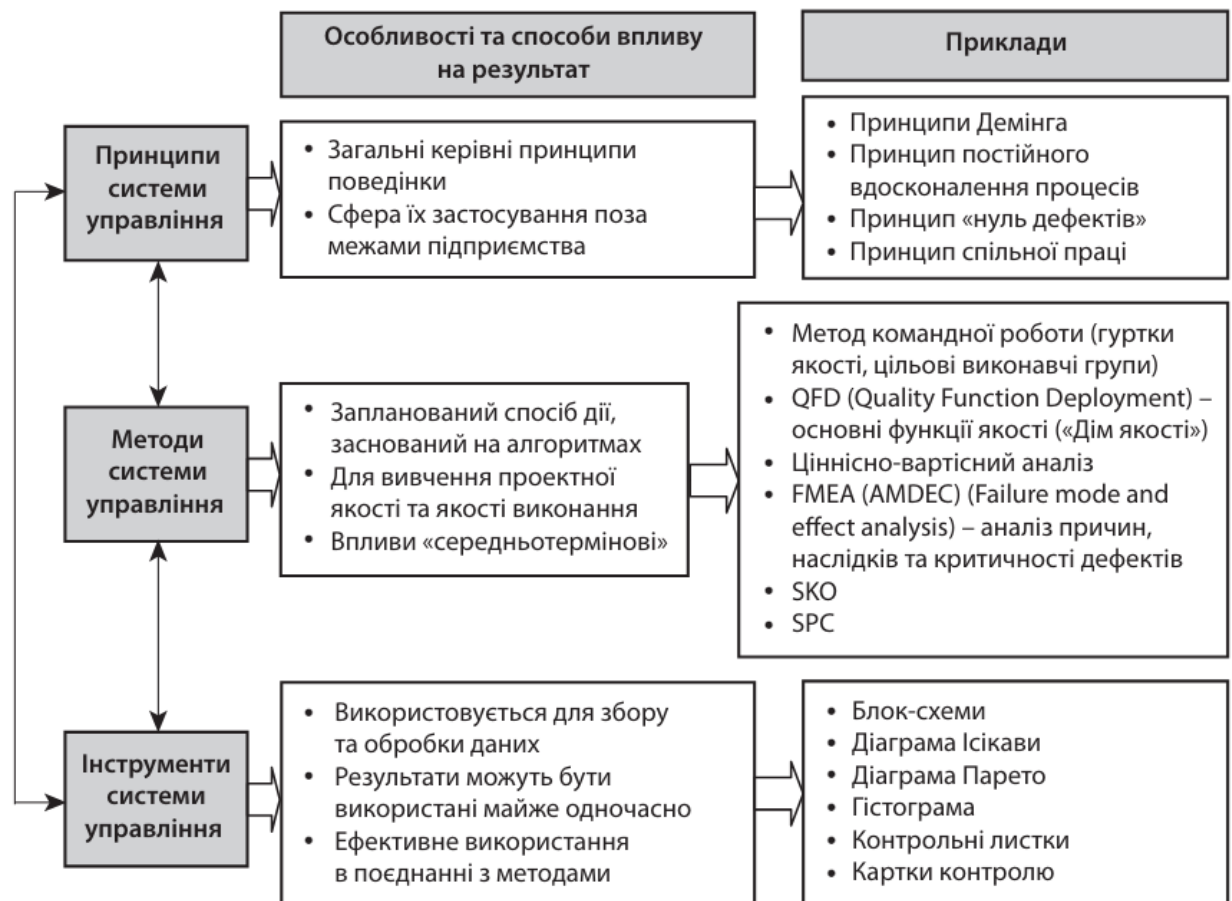 Особливості та способи впливу
на результат
Приклади
Принципи
системи
управління
• Загальні керівні принципи
поведінки
• Сфера їх застосування поза
межами підприємства
• Принципи Демінга
• Принцип постійного
вдосконалення процесів
• Принцип «нуль дефектів»
• Принцип спільної праці
Методи
системи
управління
• Запланований спосіб дії,
заснований на алгоритмах
• Для вивчення проектної
якості та якості виконання
• Впливи «середньотермінові»
• Метод командної роботи (гуртки
якості, цільові виконавчі групи)
• QFD (Quality Function Deployment) –
основні функції якості («Дім якості»)
• Ціннісно-вартісний аналіз
• FMEA (AMDEC) (Failure mode and
effect analysis) – аналіз причин,
наслідків та критичності дефектів
• SKO
• SPC
Інструменти
системи
управління
• Використовується для збору
та обробки даних
• Результати можуть бути
використані майже одночасно
• Ефективне використання
в поєднанні з методами
• Блок-схеми
• Діаграма Ісікави
• Діаграма Парето
• Гістограма
• Контрольні листки
• Картки контролю